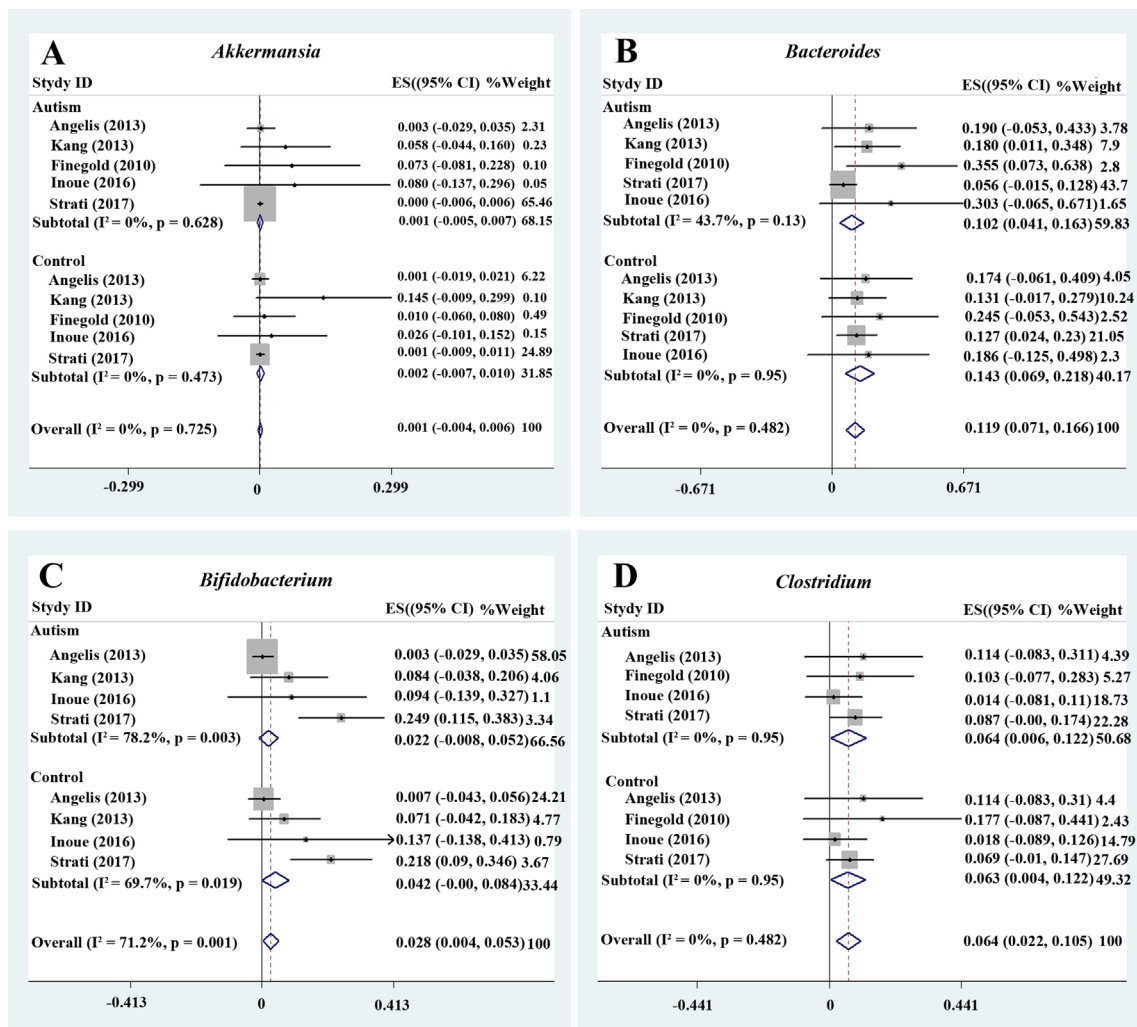 A
Akkermansia
Stydy ID ES((95% CI) %Weight
Autism
Angelis (2013) 0.003 (-0.029, 0.035) 2.31
Kang (2013) 0.058 (-0.044, 0.160) 0.23
Finegold (2010) 0.073 (-0.081, 0.228) 0.10
Inoue (2016) 0.080 (-0.137, 0.296) 0.05
Strati (2017) 0.000 (-0.006, 0.006) 65.46
Subtotal (I² = 0%, p = 0.628) 0.001 (-0.005, 0.007) 68.15
Control
Angelis (2013) 0.001 (-0.019, 0.021) 6.22
Kang (2013) 0.145 (-0.009, 0.299) 0.10
Finegold (2010) 0.010 (-0.060, 0.080) 0.49
Inoue (2016) 0.026 (-0.101, 0.152) 0.15
Strati (2017) 0.001 (-0.009, 0.011) 24.89
Subtotal (I² = 0%, p = 0.473) 0.002 (-0.007, 0.010) 31.85
Overall (I² = 0%, p = 0.725) 0.001 (-0.004, 0.006) 100
-0.299 0 0.299
B
Bacteroides
Stydy ID ES((95% CI) %Weight
Autism
Angelis (2013) 0.190 (-0.053, 0.433) 3.78
Kang (2013) 0.180 (0.011, 0.348) 7.9
Finegold (2010) 0.355 (0.073, 0.638) 2.8
Strati (2017) 0.056 (-0.015, 0.128) 43.7
Inoue (2016) 0.303 (-0.065, 0.671)1.65
Subtotal (I² = 43.7%, p = 0.13) 0.102 (0.041, 0.163)59.83
Control
Angelis (2013) 0.174 (-0.061, 0.409)4.05
Kang (2013) 0.131 (-0.017, 0.279)10.24
Finegold (2010) 0.245 (-0.053, 0.543)2.52
Strati (2017) 0.127 (0.024, 0.23) 21.05
Inoue (2016) 0.186 (-0.125, 0.498) 2.3
Subtotal (I² = 0%, p = 0.95) 0.143 (0.069, 0.218)40.17
Overall (I² = 0%, p = 0.482) 0.119 (0.071, 0.166)100
-0.671 0 0.671
C
Bifidobacterium
Stydy ID ES((95% CI) %Weight
Autism
Angelis (2013) 0.003 (-0.029, 0.035)58.05
Kang (2013) 0.084 (-0.038, 0.206)4.06
Inoue (2016) 0.094 (-0.139, 0.327)1.1
Strati (2017) 0.249 (0.115, 0.383)3.34
Subtotal (I² = 78.2%, p = 0.003) 0.022 (-0.008, 0.052)66.56
Control
Angelis (2013) 0.007 (-0.043, 0.056)24.21
Kang (2013) 0.071 (-0.042, 0.183)4.77
Inoue (2016) 0.137 (-0.138, 0.413) 0.79
Strati (2017) 0.218 (0.09, 0.346) 3.67
Subtotal (I² = 69.7%, p = 0.019) 0.042 (-0.00, 0.084)33.44
Overall (I² = 71.2%, p = 0.001) 0.028 (0.004, 0.053)100
-0.413 0 0.413
D
Clostridium
Stydy ID ES((95% CI) %Weight
Autism
Angelis (2013) 0.114 (-0.083, 0.311)4.39
Finegold (2010) 0.103 (-0.077, 0.283)5.27
Inoue (2016) 0.014 (-0.081, 0.11)18.73
Strati (2017) 0.087 (-0.00, 0.174)22.28
Subtotal (I² = 0%, p = 0.95) 0.064 (0.006, 0.122)50.68
Control
Angelis (2013) 0.114 (-0.083, 0.31) 4.4
Finegold (2010) 0.177 (-0.087, 0.441)2.43
Inoue (2016) 0.018 (-0.089, 0.126)14.79
Strati (2017) 0.069 (-0.01, 0.147)27.69
Subtotal (I² = 0%, p = 0.95) 0.063 (0.004, 0.122)49.32
Overall (I² = 0%, p = 0.482) 0.064 (0.022, 0.105) 100
-0.441 0 0.441